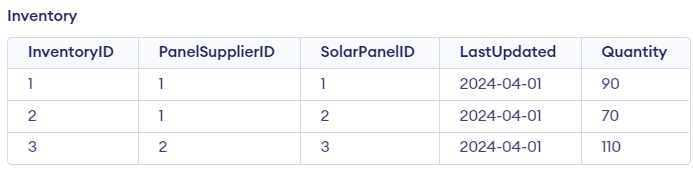 Inventory
InventoryID PanelSupplierID SolarPanelID LastUpdated Quantity
1 1 1 2024-04-01 90
2 1 2 2024-04-01 70
3 2 3 2024-04-01 110